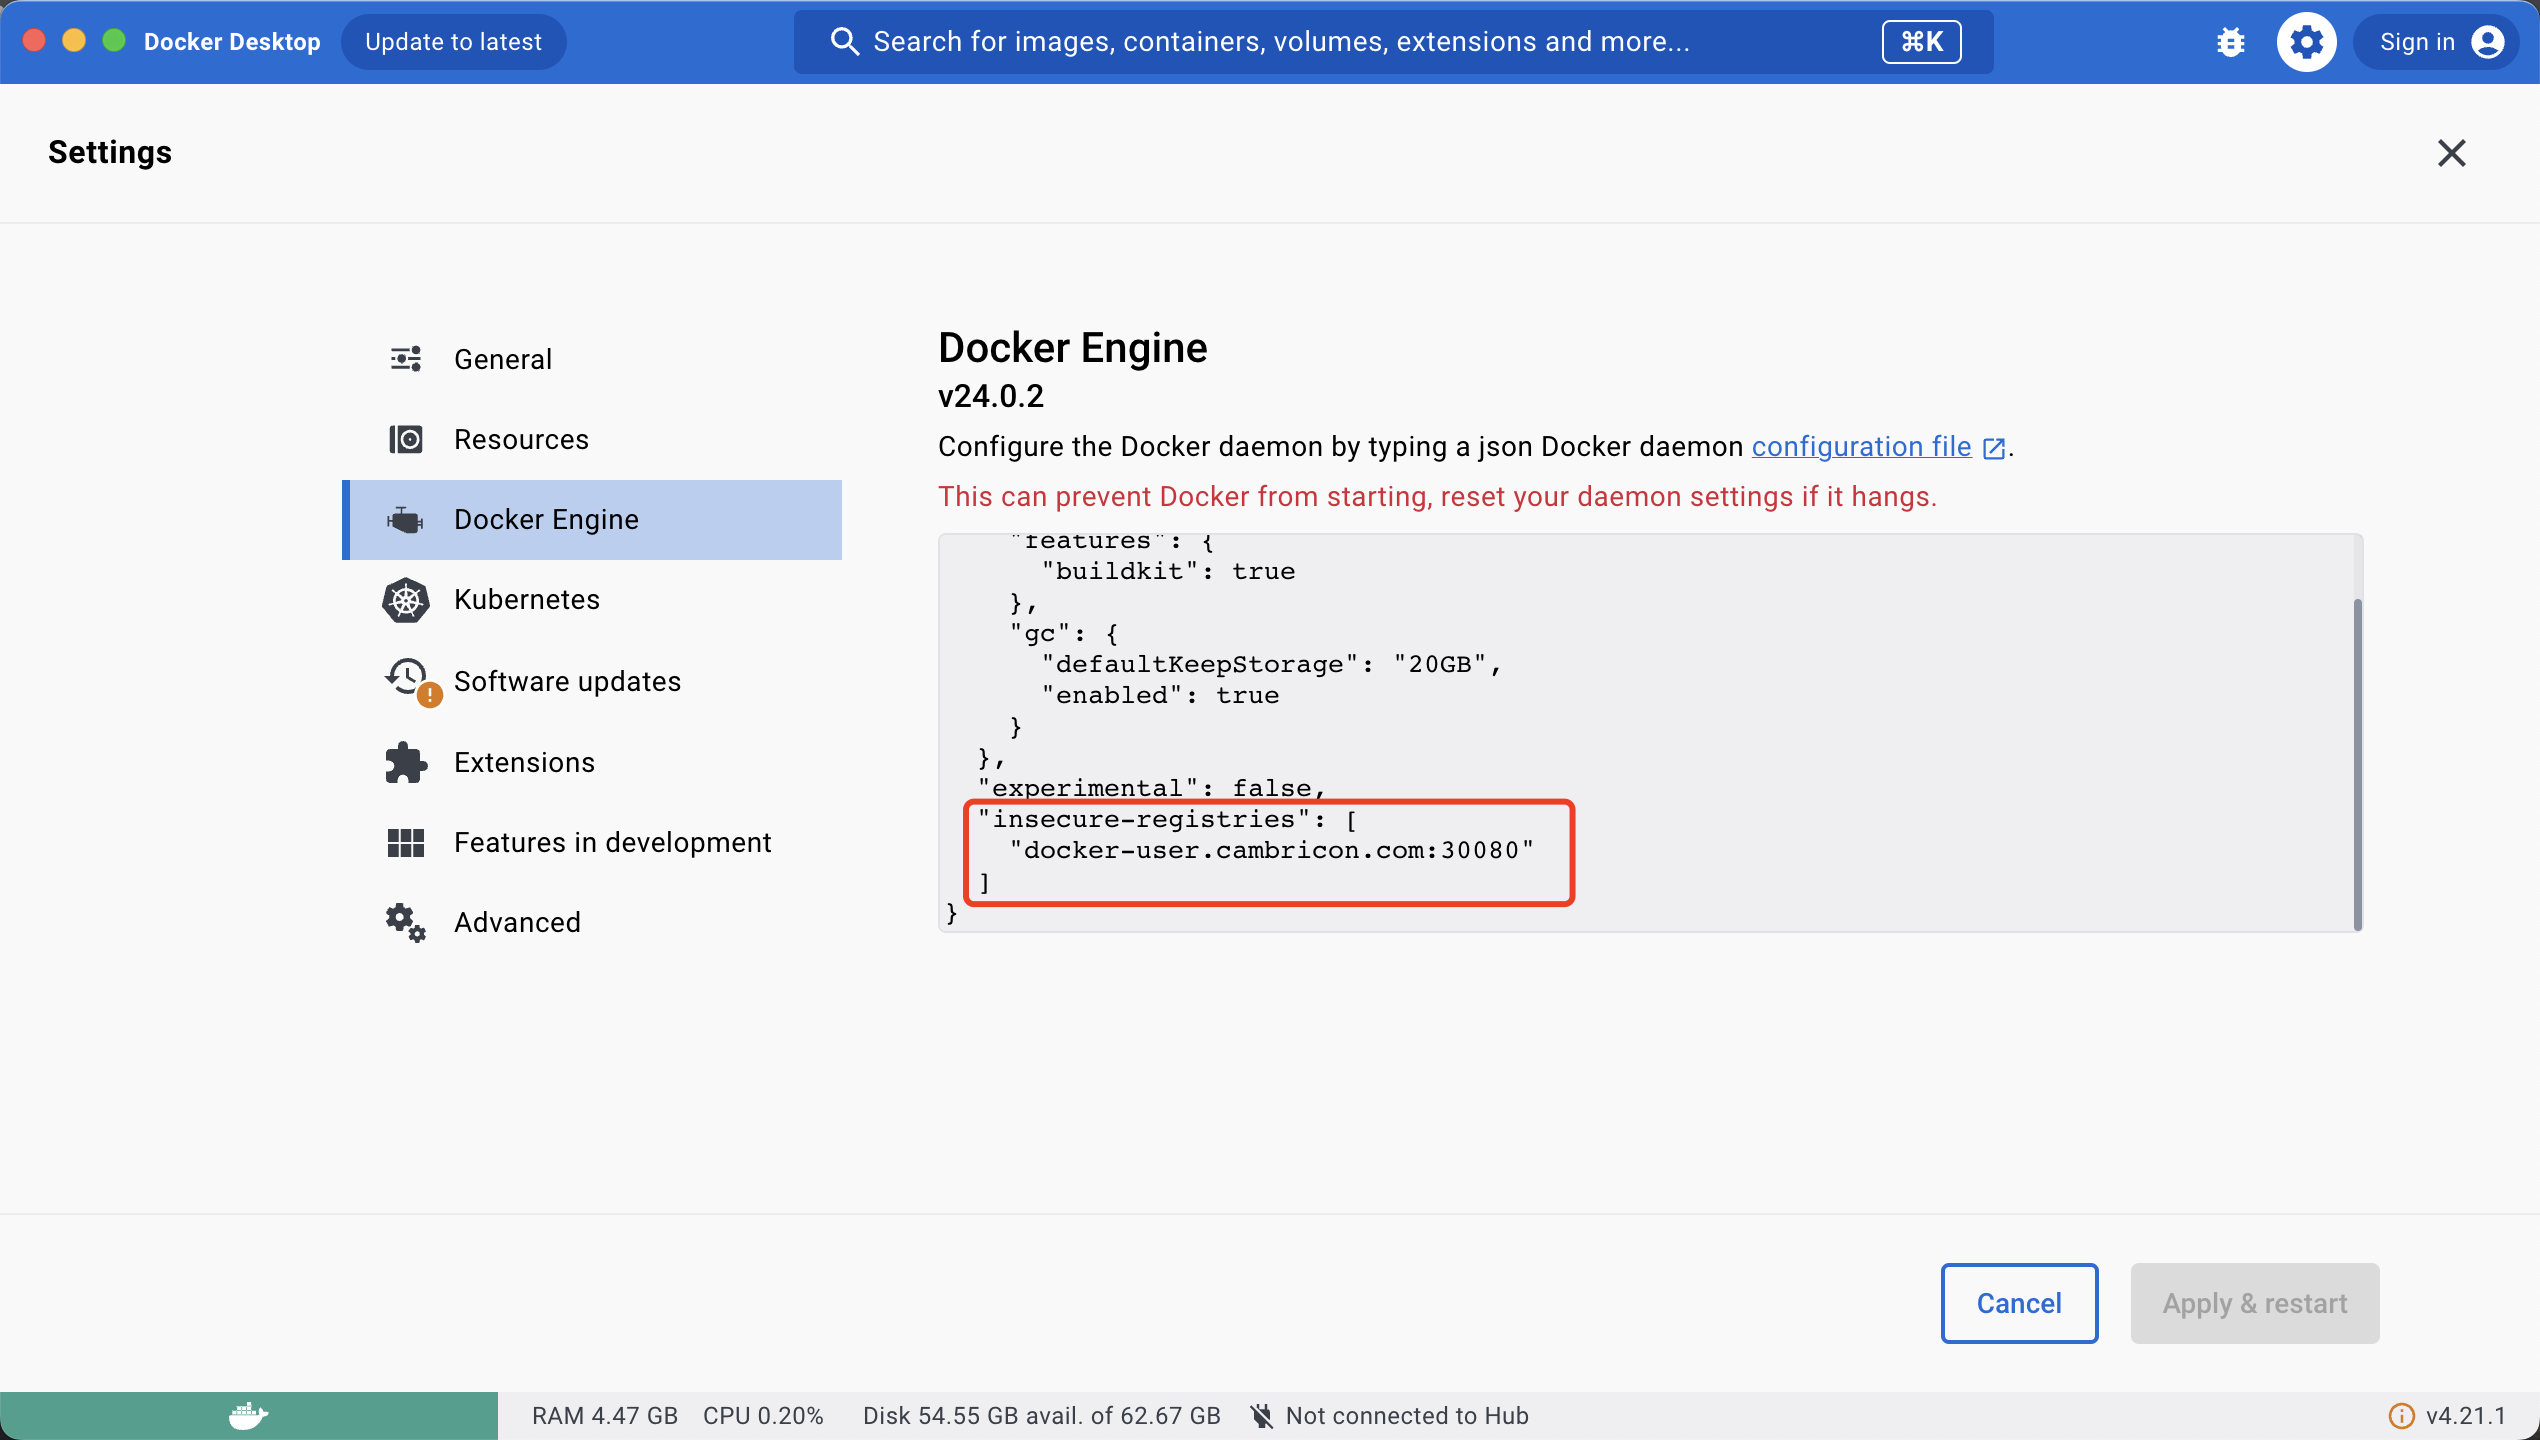 Docker Desktop
Update to latest
Search for images, containers, volumes, extensions and more...
⌘K
Sign in
Settings
General
Resources
Docker Engine
Kubernetes
Software updates
Extensions
Features in development
Advanced
Docker Engine
v24.0.2
Configure the Docker daemon by typing a json Docker daemon configuration file.
This can prevent Docker from starting, reset your daemon settings if it hangs.
"features": {
"buildkit": true
},
"gc": {
"defaultKeepStorage": "20GB",
"enabled": true
}
},
"experimental": false,
"insecure-registries": [
"docker-user.cambricon.com:30080"
]
}
Cancel
Apply & restart
RAM 4.47 GB
CPU 0.20%
Disk 54.55 GB avail. of 62.67 GB
Not connected to Hub
v4.21.1